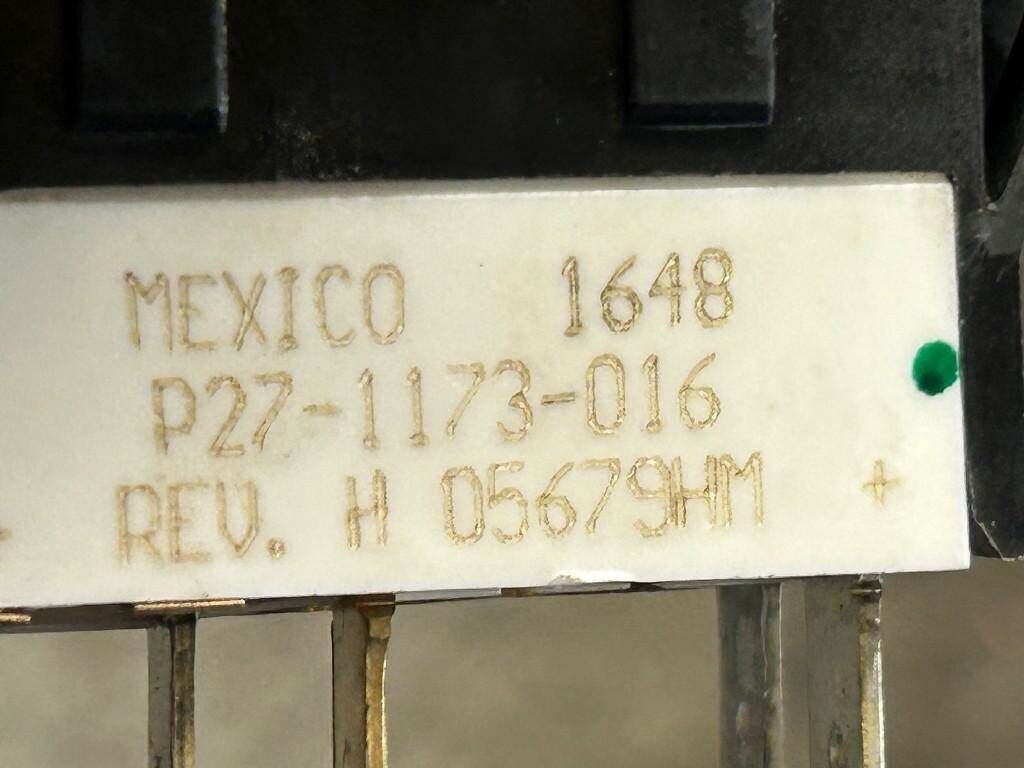 MEXICO 1648
P27-1173-016
REV. H 05679HM
+